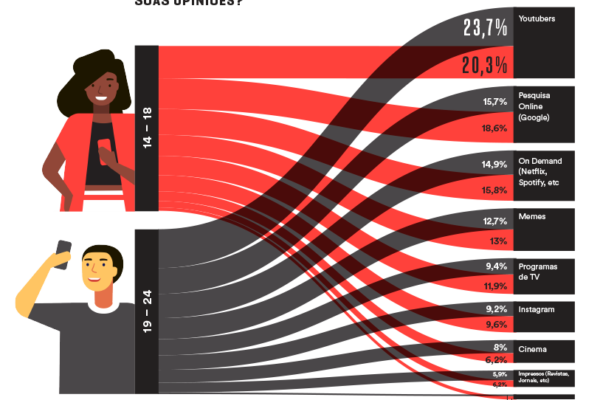 SUAS OPINIÕES?
14 – 18
19 – 24
23,7%
20,3%
Youtubers
15,7%
18,6%
Pesquisa
Online
(Google)
14,9%
15,8%
On Demand
(Netflix,
Spotify, etc
12,7%
13%
Memes
9,4%
11,9%
Programas
de TV
9,2%
9,6%
Instagram
8%
6,2%
Cinema
5,9%
Impressos (Revistas,
Jornais, etc)